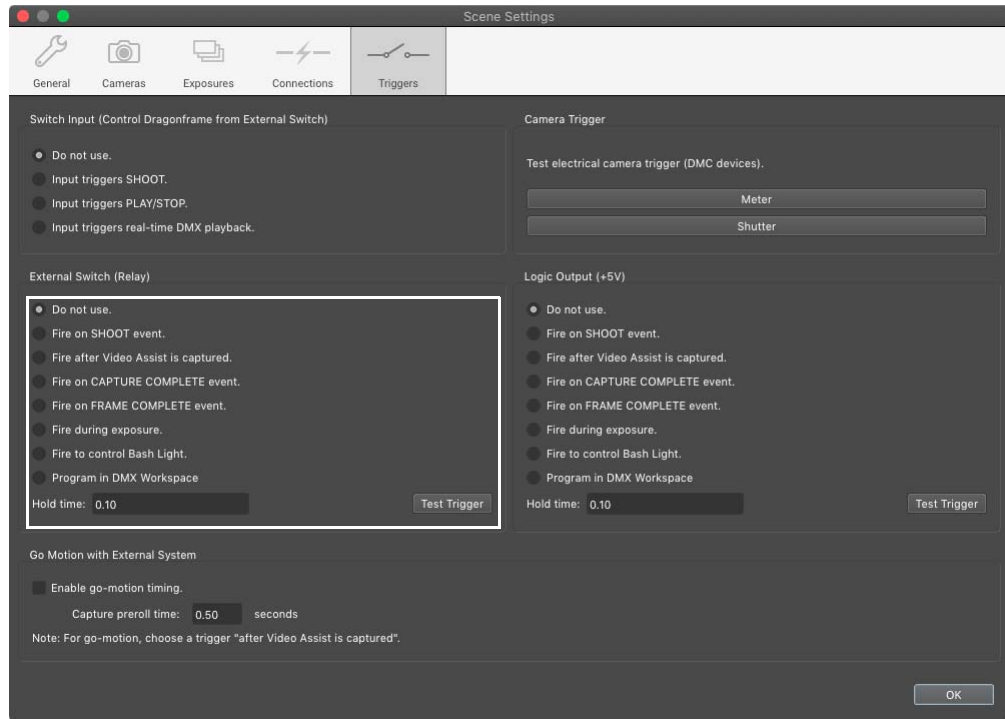 Scene Settings
General
Cameras
Exposures
Connections
Triggers
Switch Input (Control Dragonframe from External Switch)
Do not use.
Input triggers SHOOT.
Input triggers PLAY/STOP.
Input triggers real-time DMX playback.
Camera Trigger
Test electrical camera trigger (DMC devices).
Meter
Shutter
External Switch (Relay)
Do not use.
Fire on SHOOT event.
Fire after Video Assist is captured.
Fire on CAPTURE COMPLETE event.
Fire on FRAME COMPLETE event.
Fire during exposure.
Fire to control Bash Light.
Program in DMX Workspace
Hold time: 0.10 Test Trigger
Logic Output (+5V)
Do not use.
Fire on SHOOT event.
Fire after Video Assist is captured.
Fire on CAPTURE COMPLETE event.
Fire on FRAME COMPLETE event.
Fire during exposure.
Fire to control Bash Light.
Program in DMX Workspace
Hold time: 0.10 Test Trigger
Go Motion with External System
Enable go-motion timing.
Capture preroll time: 0.50 seconds
Note: For go-motion, choose a trigger "after Video Assist is captured".
OK